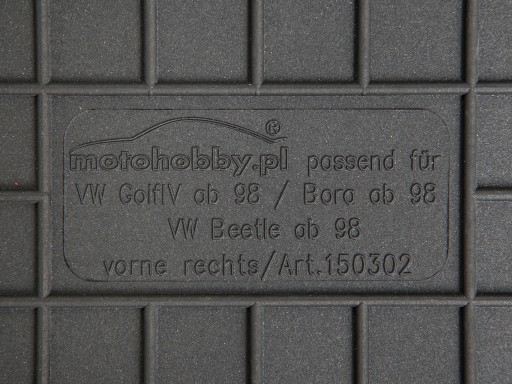 ®
motohobby.pl passend für
VW GolfIV ab 98 / Bora ab 98
VW Beetle ab 98
vorne rechts/Art.150302